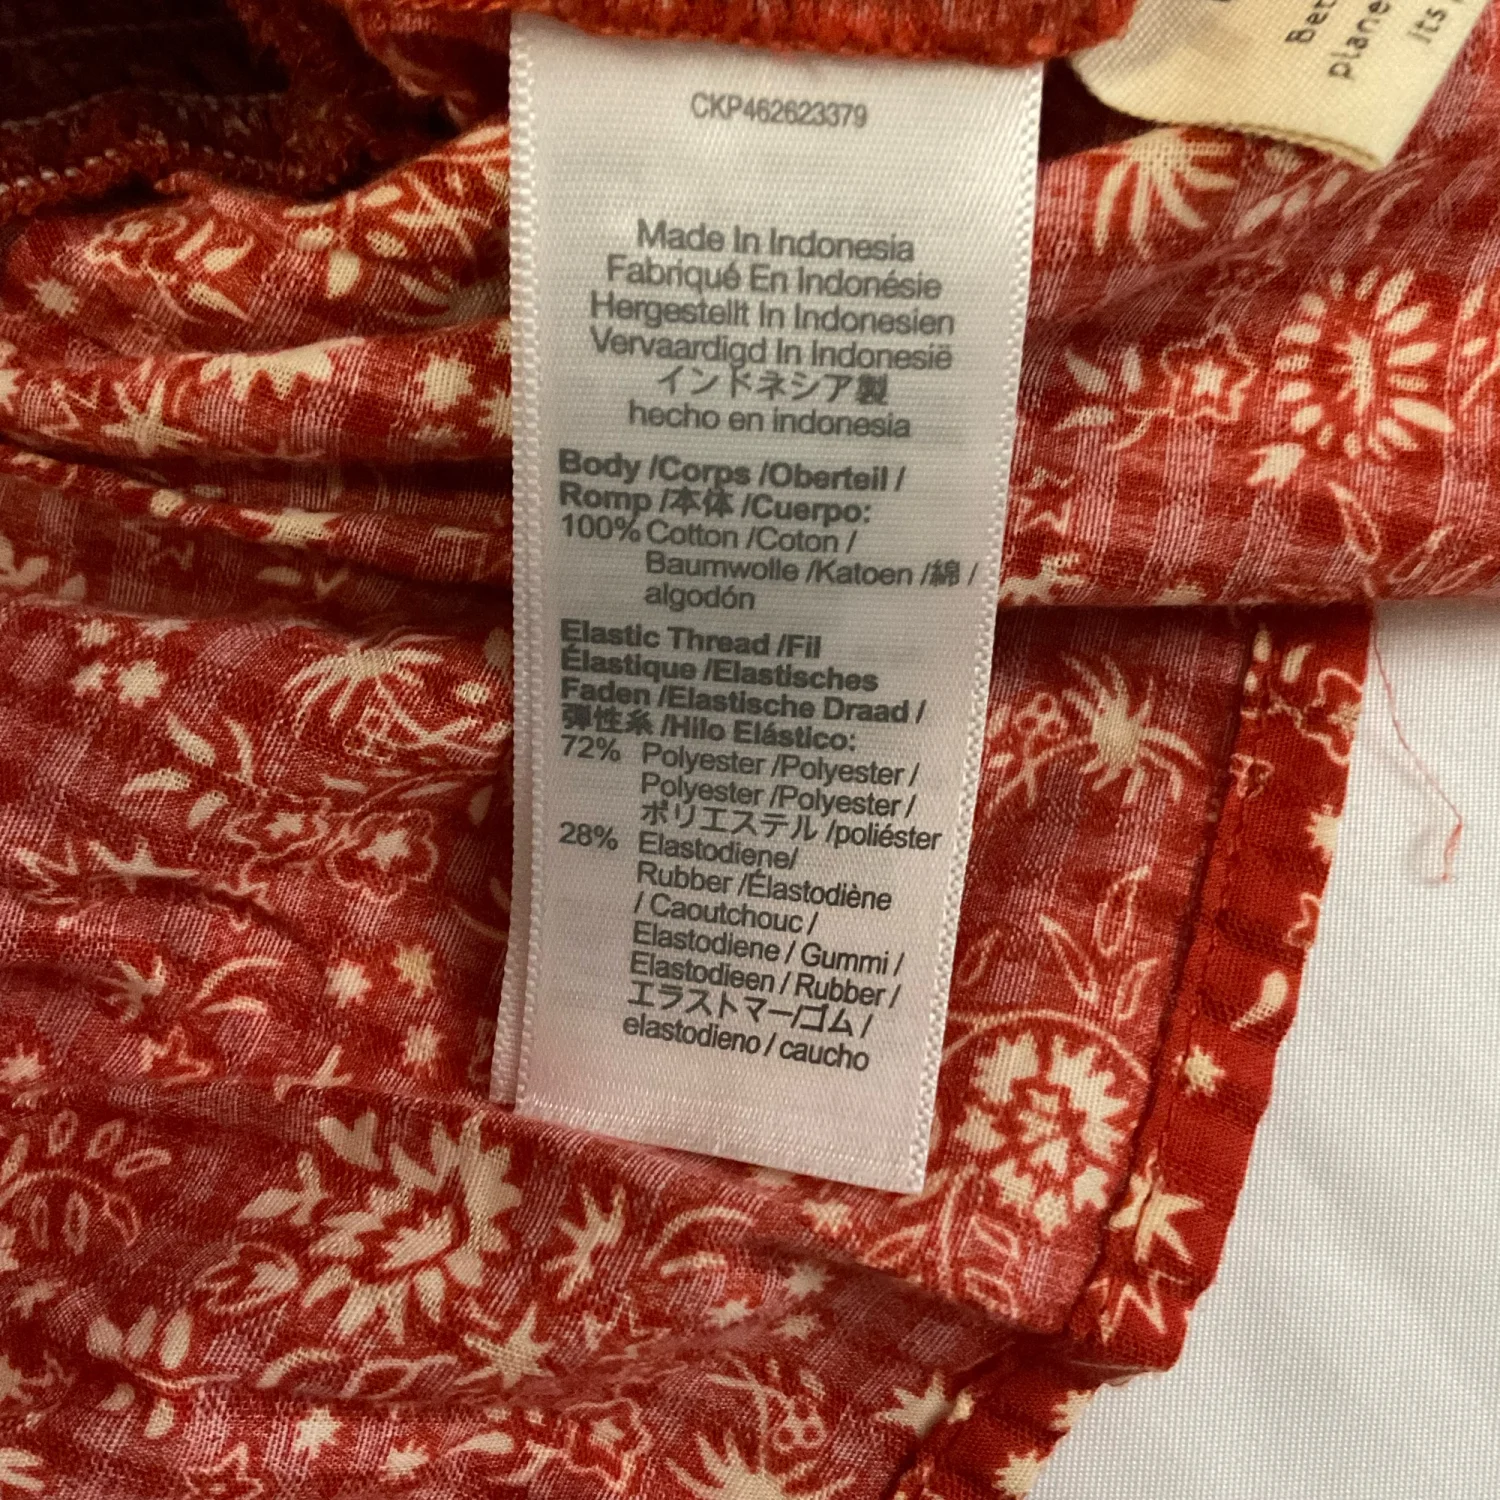 CKP462623379
Made In Indonesia
Fabriqué En Indonésie
Hergestellt In Indonesien
Vervaardigd In Indonesië
インドネシア製
hecho en indonesia
Body /Corps /Oberteil /
Romp /本体 /Cuerpo:
100% Cotton /Coton /
Baumwolle /Katoen /綿 /
algodón
Elastic Thread /Fil
Élastique /Elastisches
Faden /Elastische Draad /
弾性糸 /Hilo Elástico:
72% Polyester /Polyester /
Polyester /Polyester /
ポリエステル /poliéster
28% Elastodiene/
Rubber /Élastodiène
/ Caoutchouc /
Elastodiene / Gummi /
Elastodieen / Rubber /
エラストマー/ゴム /
elastodieno / caucho
Its